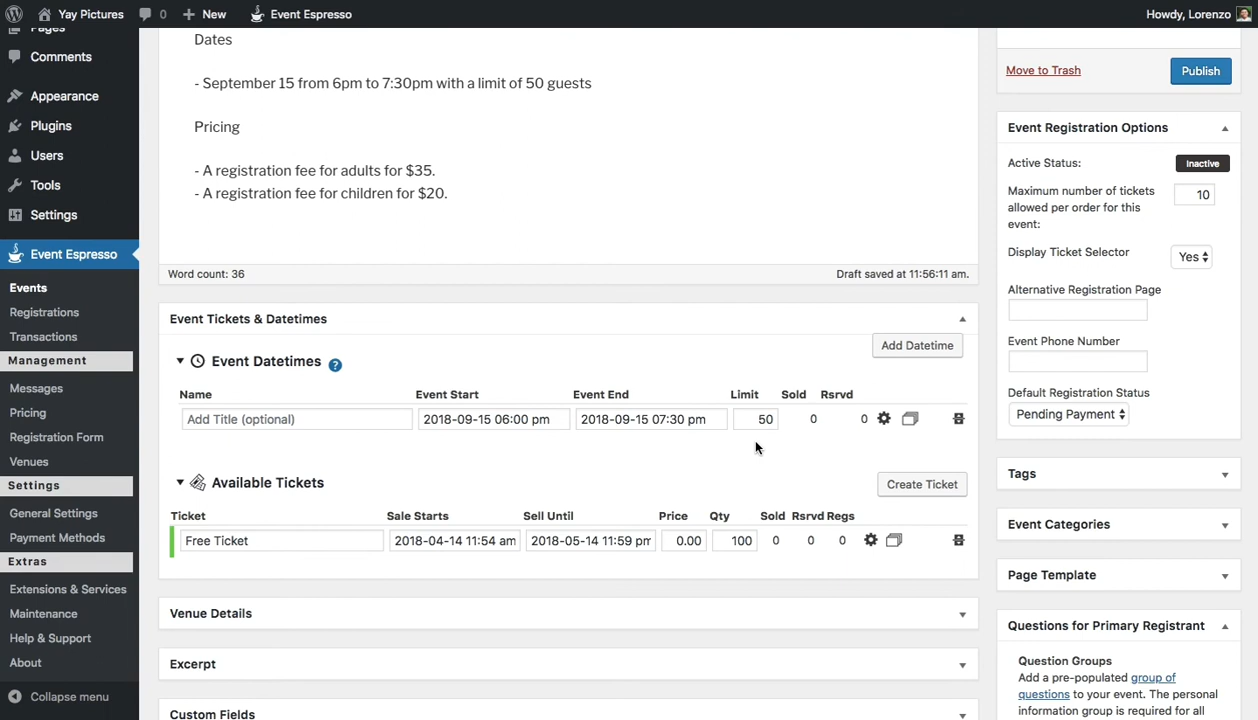 Yay Pictures 0 New Event Espresso Howdy, Lorenzo
Pages
Comments
Appearance
Plugins
Users
Tools
Settings
Event Espresso
Events
Registrations
Transactions
Management
Messages
Pricing
Registration Form
Venues
Settings
General Settings
Payment Methods
Extras
Extensions & Services
Maintenance
Help & Support
About
Collapse menu
Dates
- September 15 from 6pm to 7:30pm with a limit of 50 guests
Pricing
- A registration fee for adults for $35.
- A registration fee for children for $20.
Word count: 36 Draft saved at 11:56:11 am.
Event Tickets & Datetimes
Add Datetime
Event Datetimes ?
Name Event Start Event End Limit Sold Rsrvd
Add Title (optional) 2018-09-15 06:00 pm 2018-09-15 07:30 pm 50 0 0
Available Tickets Create Ticket
Ticket Sale Starts Sell Until Price Qty Sold Rsrvd Regs
Free Ticket 2018-04-14 11:54 am 2018-05-14 11:59 pm 0.00 100 0 0 0
Venue Details
Excerpt
Custom Fields
Move to Trash Publish
Event Registration Options
Active Status: Inactive
Maximum number of tickets
allowed per order for this
event:
10
Display Ticket Selector Yes
Alternative Registration Page
Event Phone Number
Default Registration Status
Pending Payment
Tags
Event Categories
Page Template
Questions for Primary Registrant
Question Groups
Add a pre-populated group of
questions to your event. The personal
information group is required for all